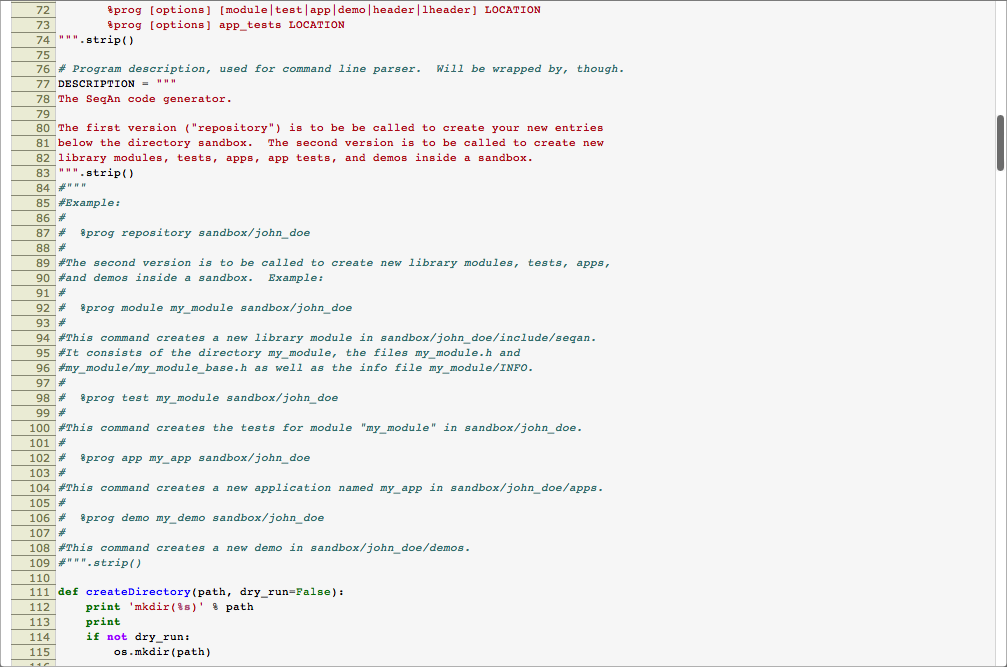 72 %prog [options] [module|test|app|demo|header|lheader] LOCATION
73 %prog [options] app_tests LOCATION
74 """.strip()
75
76 # Program description, used for command line parser.  Will be wrapped by, though.
77 DESCRIPTION = """
78 The SeqAn code generator.
79
80 The first version ("repository") is to be be called to create your new entries
81 below the directory sandbox.  The second version is to be called to create new
82 library modules, tests, apps, app tests, and demos inside a sandbox.
83 """.strip()
84 #"""
85 #Example:
86 #
87 #  %prog repository sandbox/john_doe
88 #
89 #The second version is to be called to create new library modules, tests, apps,
90 #and demos inside a sandbox.  Example:
91 #
92 #  %prog module my_module sandbox/john_doe
93 #
94 #This command creates a new library module in sandbox/john_doe/include/seqan.
95 #It consists of the directory my_module, the files my_module.h and
96 #my_module/my_module_base.h as well as the info file my_module/INFO.
97 #
98 #  %prog test my_module sandbox/john_doe
99 #
100 #This command creates the tests for module "my_module" in sandbox/john_doe.
101 #
102 #  %prog app my_app sandbox/john_doe
103 #
104 #This command creates a new application named my_app in sandbox/john_doe/apps.
105 #
106 #  %prog demo my_demo sandbox/john_doe
107 #
108 #This command creates a new demo in sandbox/john_doe/demos.
109 #""".strip()
110
111 def createDirectory(path, dry_run=False):
112     print 'mkdir(%s)' % path
113     print
114     if not dry_run:
115         os.mkdir(path)